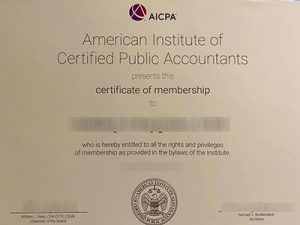 AICPA
American Institute of
Certified Public Accountants
presents this
certificate of membership
to
who is hereby entitled to all the rights and privileges
of membership as provided in the bylaws of the Institute.
Chairman of the Board
Secretary